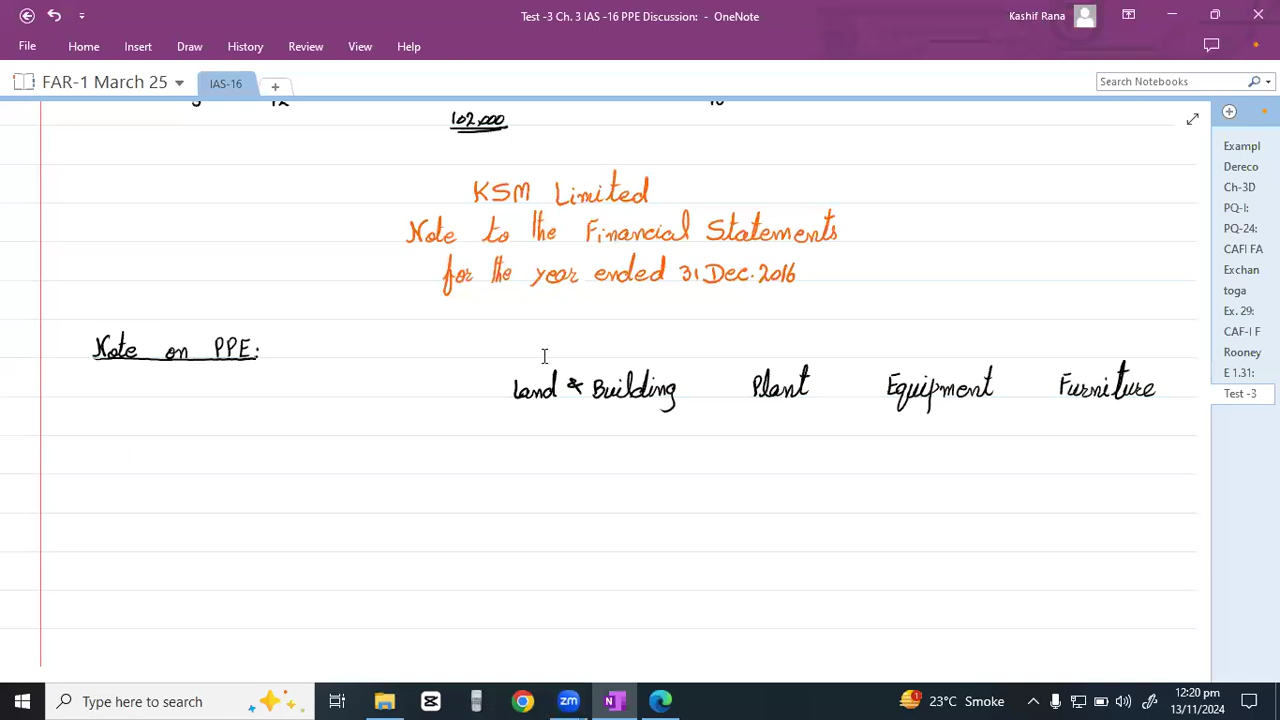 Test -3 Ch. 3 IAS -16 PPE Discussion: - OneNote
Kashif Rana
File Home Insert Draw History Review View Help
FAR-1 March 25
IAS-16
Search Notebooks
102,000
KSM Limited
Note to the Financial Statements
for the year ended 31 Dec. 2016
Note on PPE:
Land & Building Plant Equipment Furniture
Exampl
Dereco
Ch-3D
PQ-I:
PQ-24:
CAFI FA
Exchan
toga
Ex. 29:
CAF-I F
Rooney
E 1.31:
Test -3
Type here to search
23°C Smoke
12:20 pm
13/11/2024